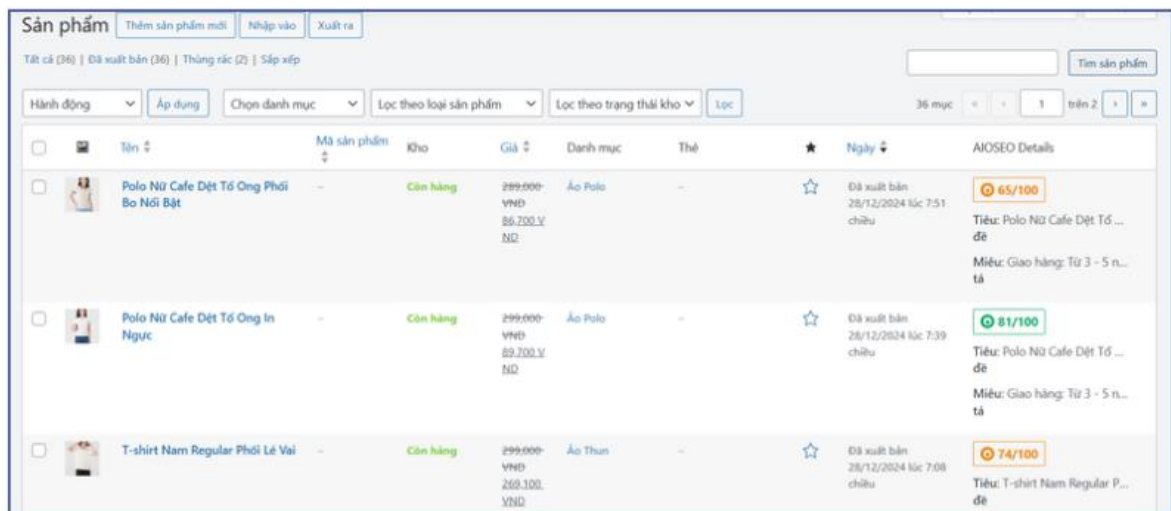 Sản phẩm Thêm sản phẩm mới Nhập vào Xuất ra
Tất cả (36) | Đã xuất bản (36) | Thùng rác (2) | Sắp xếp
Tìm sản phẩm
Hành động Áp dụng Chọn danh mục Lọc theo loại sản phẩm Lọc theo trạng thái kho Lọc 36 mục « ‹ 1 trên 2 › »
Tên Mã sản phẩm Kho Giá Danh mục Thẻ ★ Ngày AIOSEO Details
Polo Nữ Cafe Dệt Tổ Ong Phối
Bo Nổi Bật
–
Còn hàng
289,000
VND
86,700 V
ND
Áo Polo
–
Đã xuất bản
28/12/2024 lúc 7:51
chiều
65/100
Tiêu: Polo Nữ Cafe Dệt Tổ ...
đề
Miêu: Giao hàng: Từ 3 - 5 n...
tả
Polo Nữ Cafe Dệt Tổ Ong In
Ngực
–
Còn hàng
299,000
VND
89,700 V
ND
Áo Polo
–
Đã xuất bản
28/12/2024 lúc 7:39
chiều
81/100
Tiêu: Polo Nữ Cafe Dệt Tổ ...
đề
Miêu: Giao hàng: Từ 3 - 5 n...
tả
T-shirt Nam Regular Phối Lé Vai
–
Còn hàng
299,000
VND
269,100
VND
Áo Thun
–
Đã xuất bản
28/12/2024 lúc 7:08
chiều
74/100
Tiêu: T-shirt Nam Regular P...
đề